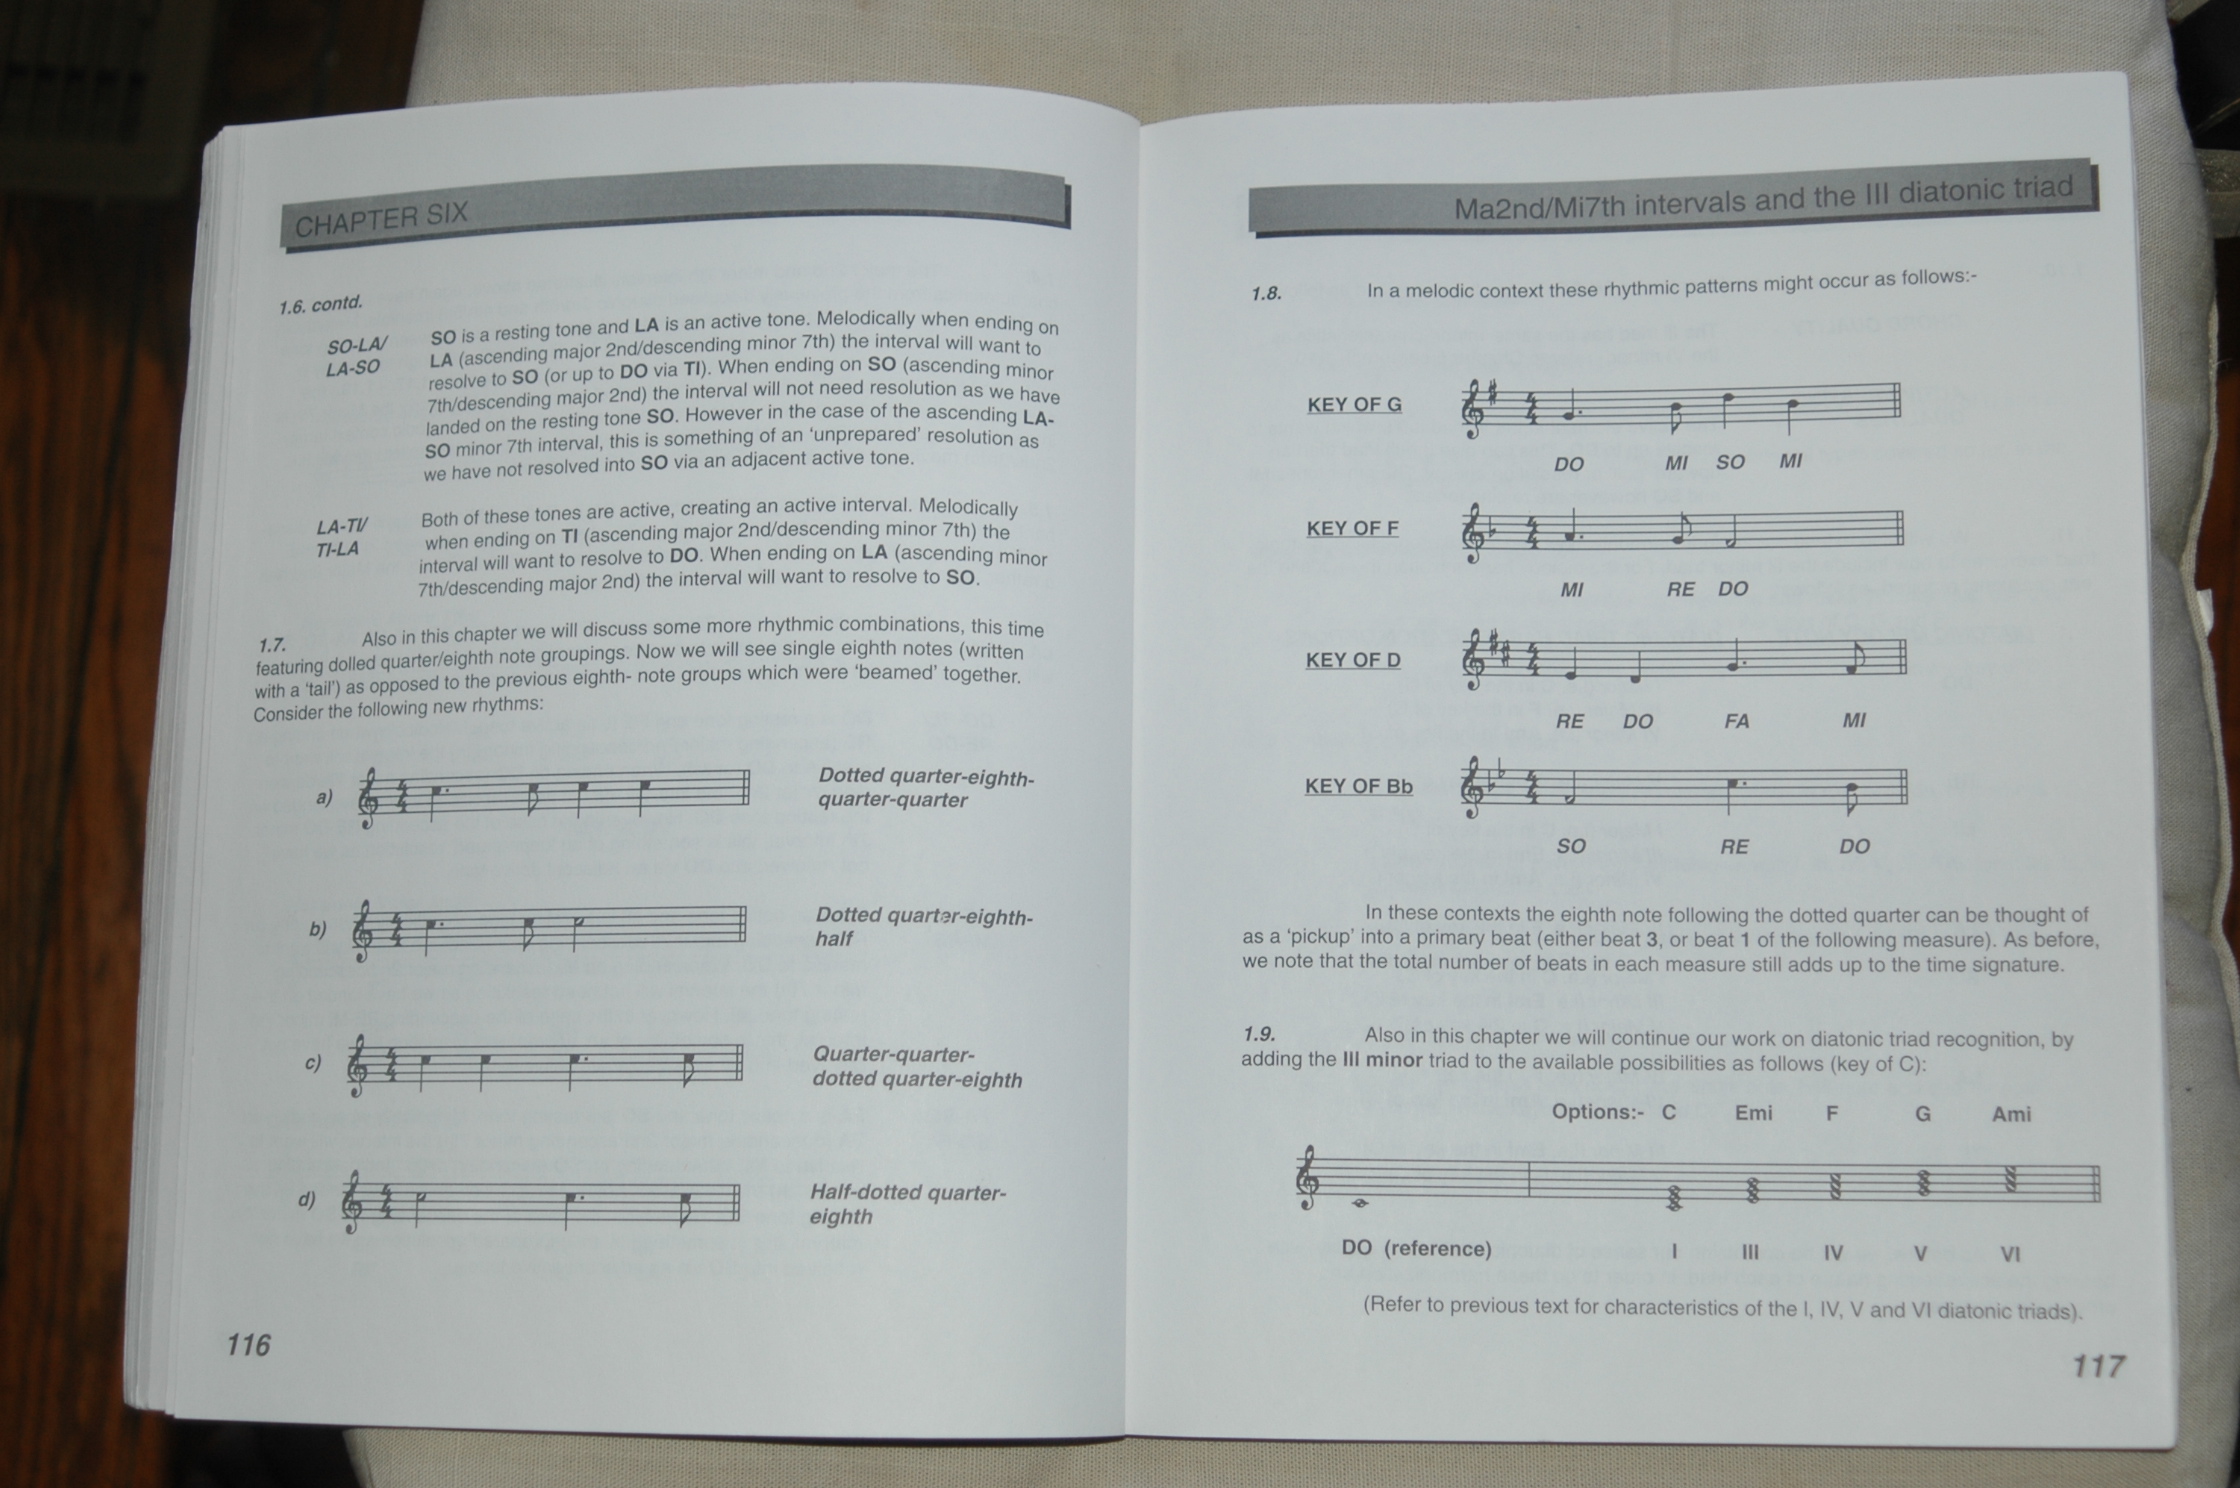 CHAPTER SIX
1.6. contd.
SO-LA/
LA-SO
SO is a resting tone and LA is an active tone. Melodically when ending on
LA (ascending major 2nd/descending minor 7th) the interval will want to
resolve to SO (or up to DO via TI). When ending on SO (ascending minor
7th/descending major 2nd) the interval will not need resolution as we have
landed on the resting tone SO. However in the case of the ascending LA-
SO minor 7th interval, this is something of an ‘unprepared’ resolution as
we have not resolved into SO via an adjacent active tone.
LA-TI/
TI-LA
Both of these tones are active, creating an active interval. Melodically
when ending on TI (ascending major 2nd/descending minor 7th) the
interval will want to resolve to DO. When ending on LA (ascending minor
7th/descending major 2nd) the interval will want to resolve to SO.
1.7. Also in this chapter we will discuss some more rhythmic combinations, this time
featuring dolled quarter/eighth note groupings. Now we will see single eighth notes (written
with a ‘tail’) as opposed to the previous eighth- note groups which were ‘beamed’ together.
Consider the following new rhythms:
a) 4 4 Dotted quarter-eighth-
quarter-quarter
b) 4 4 Dotted quarter-eighth-
half
c) 4 4 Quarter-quarter-
dotted quarter-eighth
d) 4 4 Half-dotted quarter-
eighth
116
Ma2nd/Mi7th intervals and the III diatonic triad
1.8. In a melodic context these rhythmic patterns might occur as follows:-
KEY OF G 4 4
DO MI SO MI
KEY OF F 4 4
MI RE DO
KEY OF D 4 4
RE DO FA MI
KEY OF Bb 4 4
SO RE DO
In these contexts the eighth note following the dotted quarter can be thought of
as a ‘pickup’ into a primary beat (either beat 3, or beat 1 of the following measure). As before,
we note that the total number of beats in each measure still adds up to the time signature.
1.9. Also in this chapter we will continue our work on diatonic triad recognition, by
adding the III minor triad to the available possibilities as follows (key of C):
Options:- C Emi F G Ami
DO (reference) I III IV V VI
(Refer to previous text for characteristics of the I, IV, V and VI diatonic triads).
117